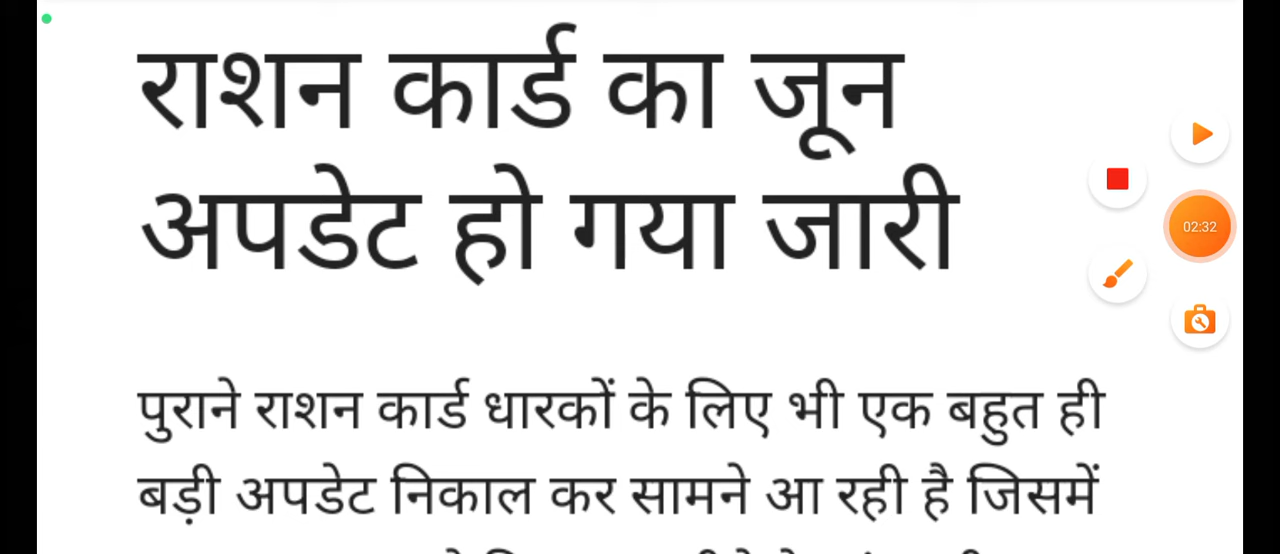 राशन कार्ड का जून
अपडेट हो गया जारी
02:32
पुराने राशन कार्ड धारकों के लिए भी एक बहुत ही
बड़ी अपडेट निकाल कर सामने आ रही है जिसमें